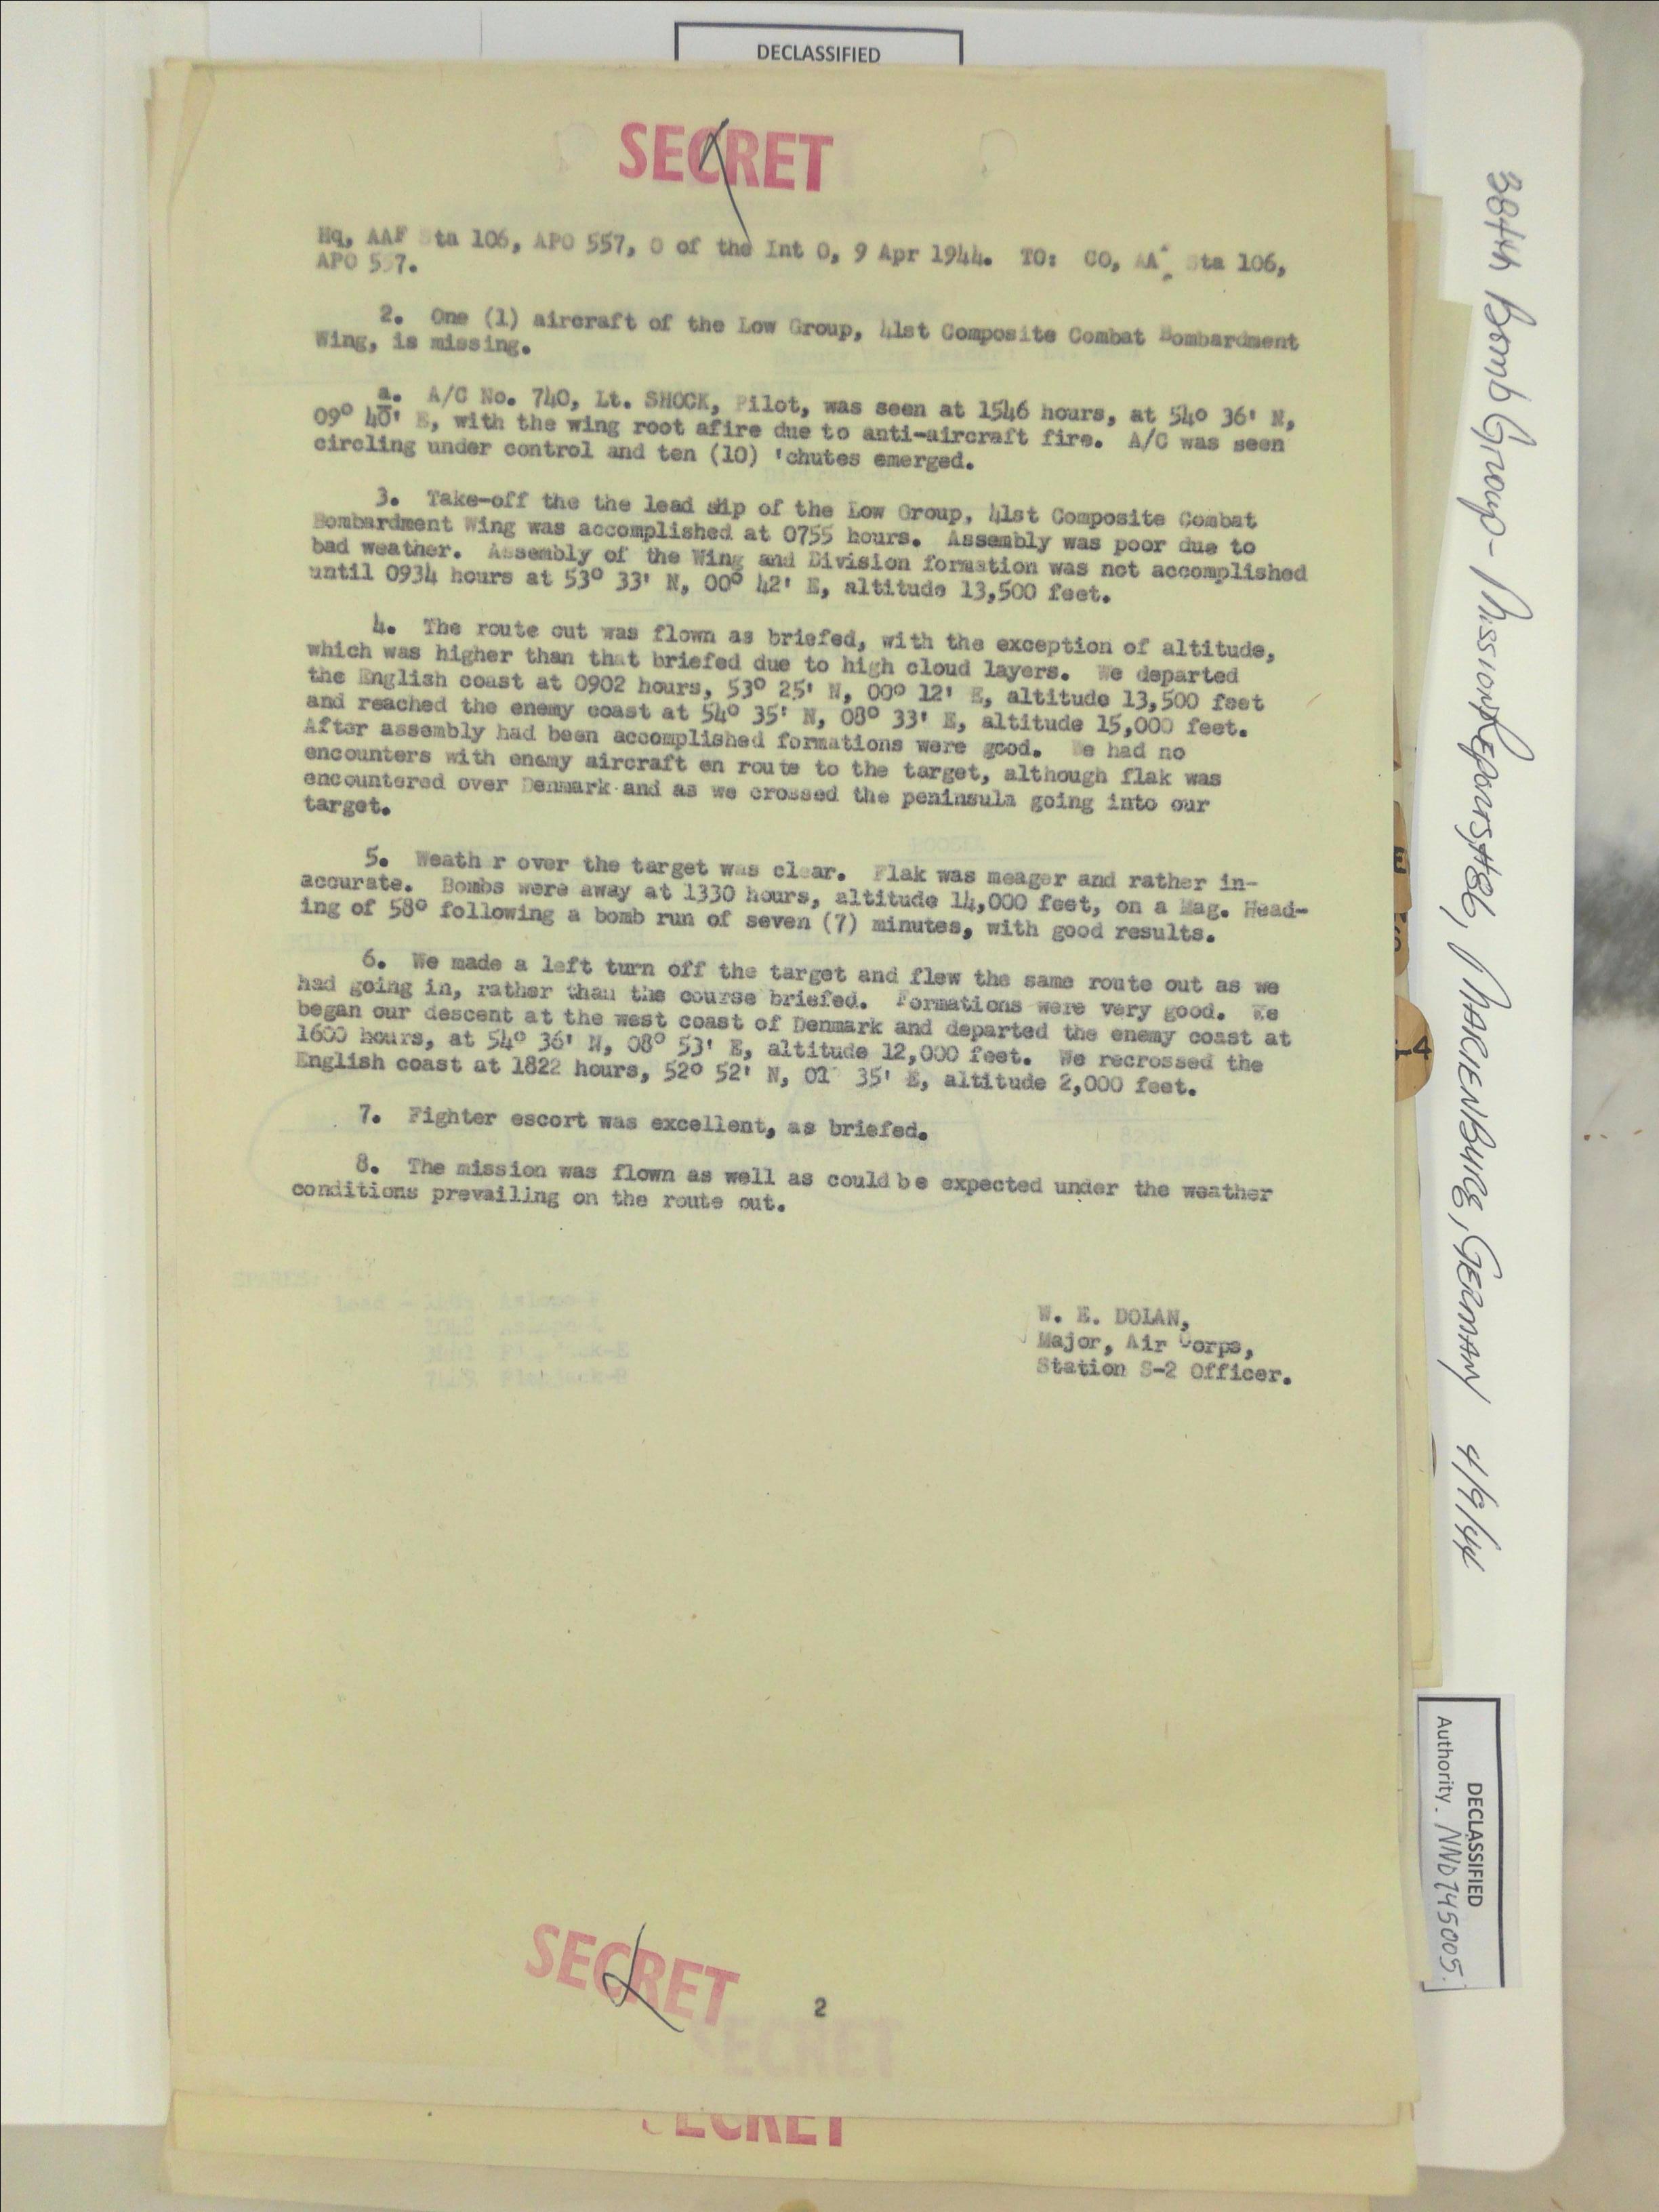 DECLASSIFIED
SECRET
Hq, AAF Sta 106, APO 557, O of the Int O, 9 Apr 1944. TO: CO, AA Sta 106,
APO 557.
2. One (1) aircraft of the Low Group, 41st Composite Combat Bombardment
Wing, is missing.
a. A/C No. 740, Lt. SHOCK, Pilot, was seen at 1546 hours, at 54° 36' N,
09° 40' E, with the wing root afire due to anti-aircraft fire. A/C was seen
circling under control and ten (10) 'chutes emerged.
3. Take-off the the lead ship of the Low Group, 41st Composite Combat
Bombardment Wing was accomplished at 0755 hours. Assembly was poor due to
bad weather. Assembly of the Wing and Division formation was not accomplished
until 0934 hours at 53° 33' N, 00° 42' E, altitude 13,500 feet.
4. The route out was flown as briefed, with the exception of altitude,
which was higher than that briefed due to high cloud layers. We departed
the English coast at 0902 hours, 53° 25' N, 00° 12' E, altitude 13,500 feet
and reached the enemy coast at 54° 35' N, 08° 33' E, altitude 15,000 feet.
After assembly had been accomplished formations were good. We had no
encounters with enemy aircraft en route to the target, although flak was
encountered over Denmark and as we crossed the peninsula going into our
target.
5. Weath r over the target was clear. Flak was meager and rather in-
accurate. Bombs were away at 1330 hours, altitude 14,000 feet, on a Mag. Head-
ing of 58° following a bomb run of seven (7) minutes, with good results.
6. We made a left turn off the target and flew the same route out as we
had going in, rather than the course briefed. Formations were very good. We
began our descent at the west coast of Denmark and departed the enemy coast at
1600 hours, at 54° 36' N, 08° 53' E, altitude 12,000 feet. We recrossed the
English coast at 1822 hours, 52° 52' N, 01° 35' E, altitude 2,000 feet.
7. Fighter escort was excellent, as briefed.
8. The mission was flown as well as could be expected under the weather
conditions prevailing on the route out.
W. E. DOLAN,
Major, Air Corps,
Station S-2 Officer.
SECRET
2
SECRET
SECRET
384th Bomb Group - Mission Reports #86, MARIENBURG, GERMANY 4/9/44
DECLASSIFIED
Authority NND745005